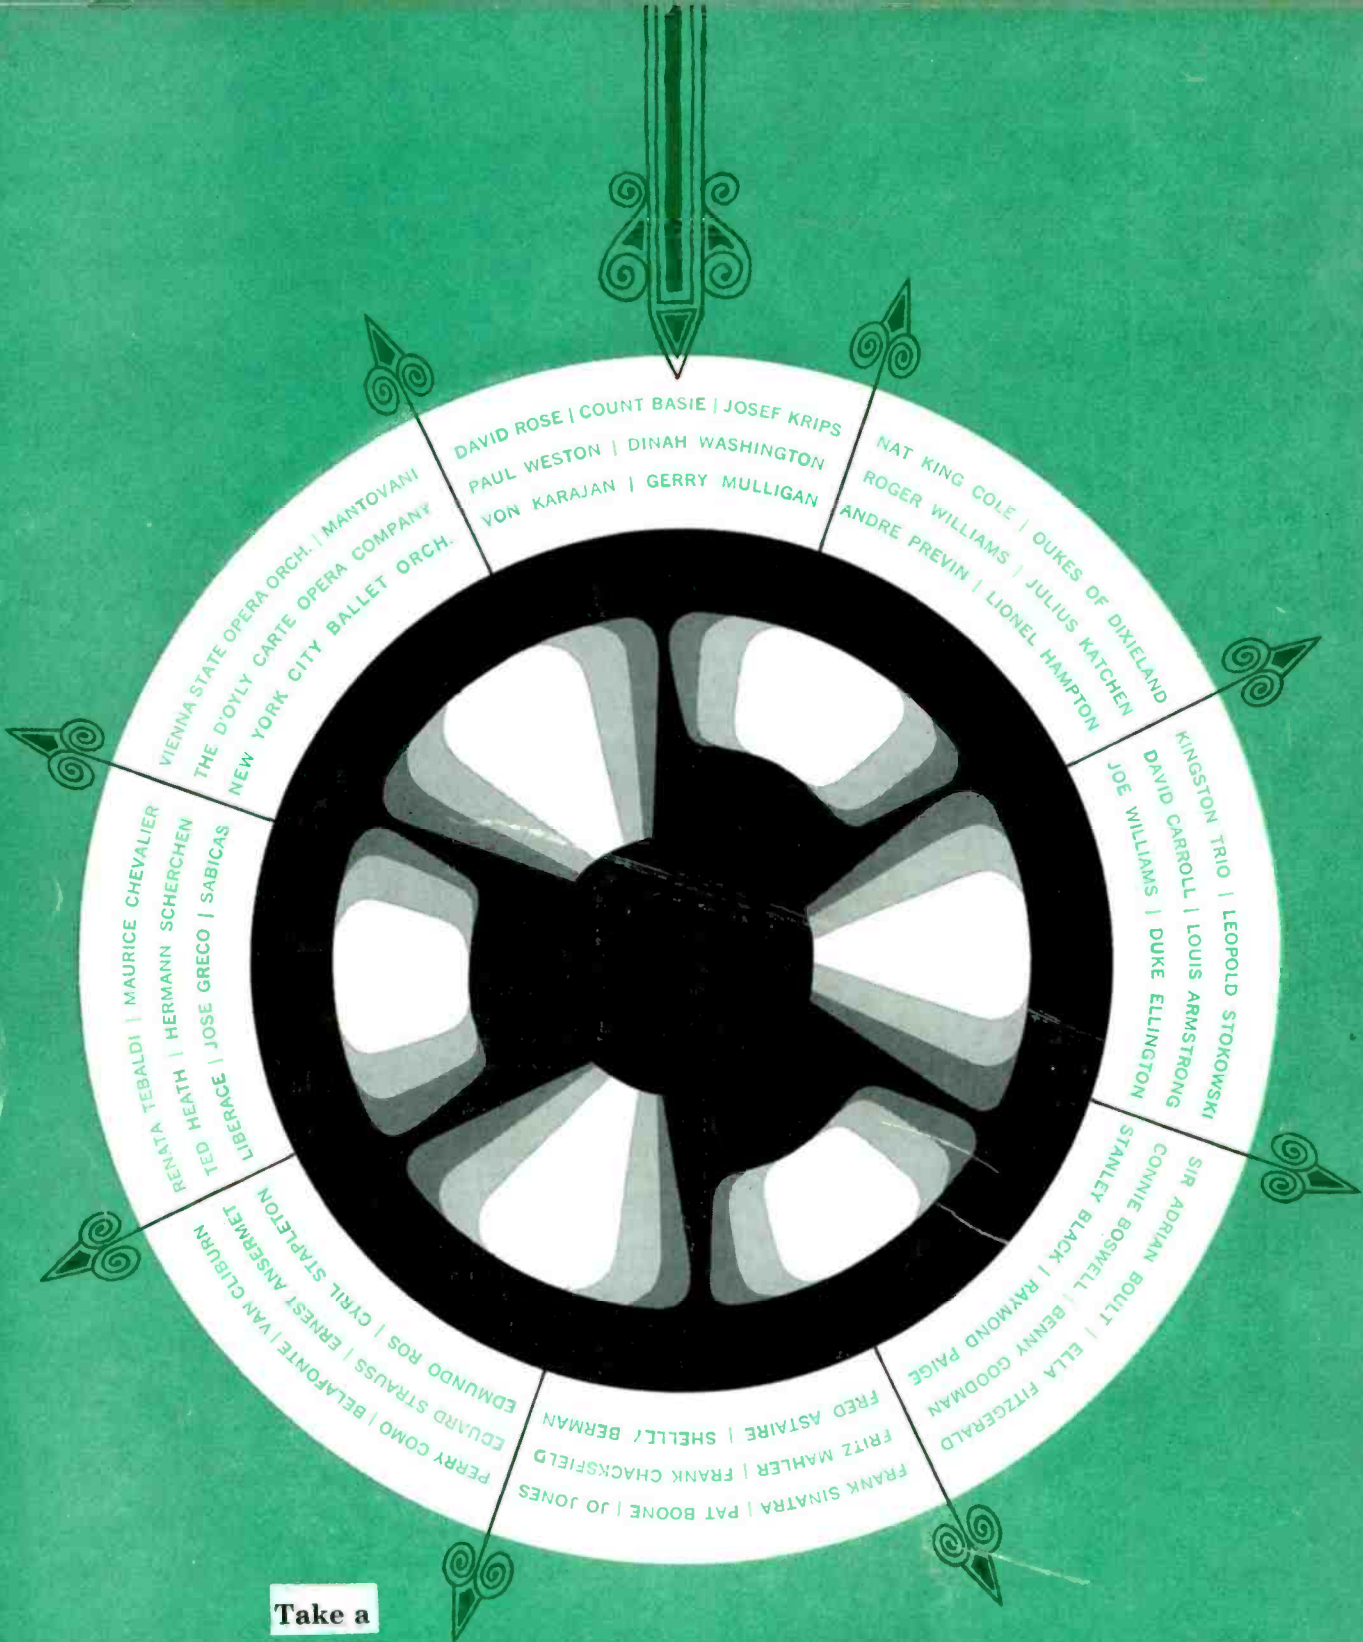 DAVID ROSE | COUNT BASIE | JOSEF KRIPS
PAUL WESTON | DINAH WASHINGTON
VON KARAJAN | GERRY MULLIGAN
NAT KING COLE | DUKES OF DIXIELAND
ROGER WILLIAMS | JULIUS KATCHEN
ANDRE PREVIN | LIONEL HAMPTON
KINGSTON TRIO | LEOPOLD STOKOWSKI
DAVID CARROLL | LOUIS ARMSTRONG
JOE WILLIAMS | DUKE ELLINGTON
SIR ADRIAN BOULT | ELLA FITZGERALD
CONNIE BOSWELL | BENNY GOODMAN
STANLEY BLACK | RAYMOND PAIGE
FRANK SINATRA | PAT BOONE | JO JONES
FRITZ MAHLER | FRANK CHACKSFIELD
FRED ASTAIRE | SHELLEY BERMAN
PERRY COMO | BELAFONTE | VAN CLIBURN
EDUARD STRAUSS | ERNEST ANSERMET
EDMUNDO ROS | CYRIL STAPLETON
RENATA TEBALDI | MAURICE CHEVALIER
TED HEATH | HERMANN SCHERCHEN
LIBERACE | JOSE GRECO | SABICAS
VIENNA STATE OPERA ORCH. | MANTOVANI
THE D'OYLY CARTE OPERA COMPANY
NEW YORK CITY BALLET ORCH.
Take a